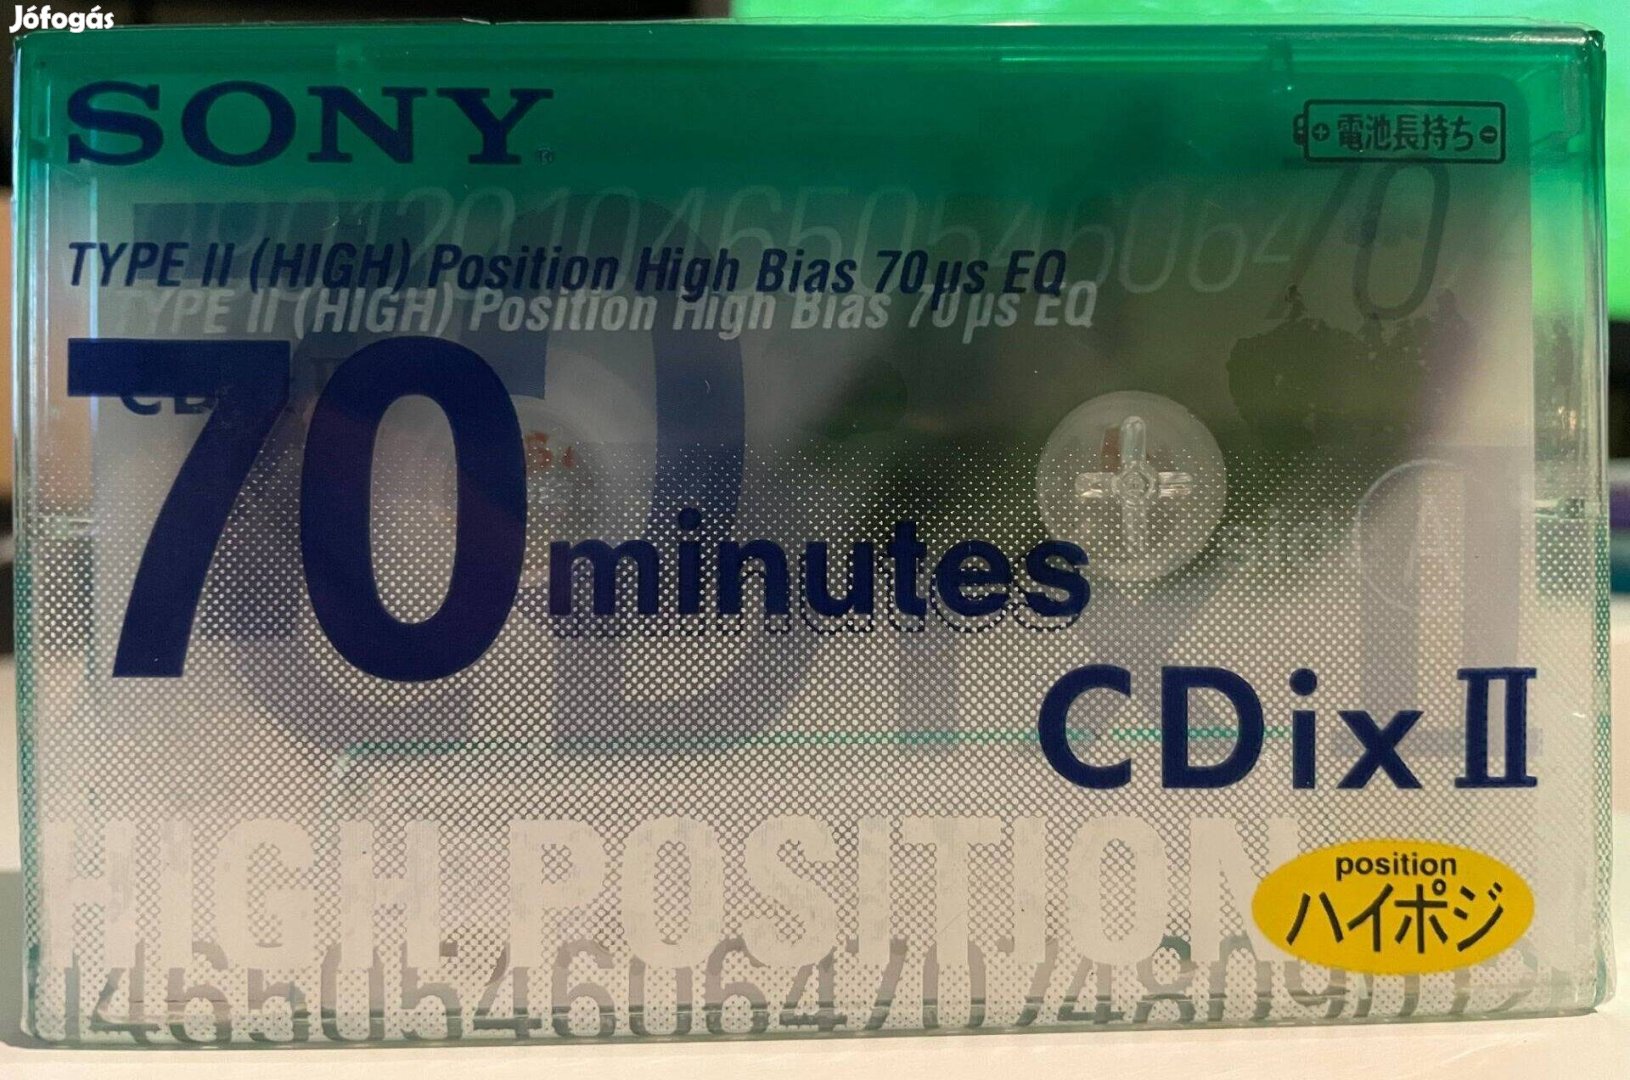 Jófogás
SONY®
電池長持ち
70
TYPE II (HIGH) Position High Bias 70µs EQ
70 minutes
CDix II
HIGH POSITION
position
ハイポジ